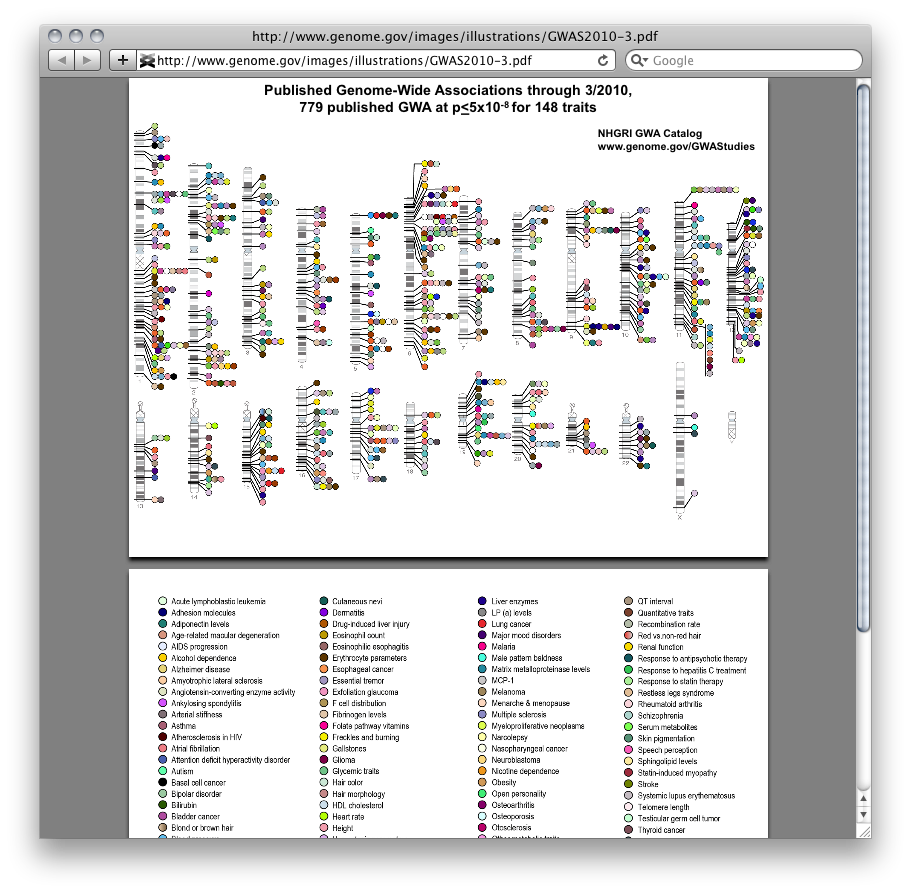 http://www.genome.gov/images/illustrations/GWAS2010-3.pdf
http://www.genome.gov/images/illustrations/GWAS2010-3.pdf
Google
Published Genome-Wide Associations through 3/2010,
779 published GWA at p≤5x10-8 for 148 traits
NHGRI GWA Catalog
www.genome.gov/GWAStudies
Acute lymphoblastic leukemia
Adhesion molecules
Adiponectin levels
Age-related macular degeneration
AIDS progression
Alcohol dependence
Alzheimer disease
Amyotrophic lateral sclerosis
Angiotensin-converting enzyme activity
Ankylosing spondylitis
Arterial stiffness
Asthma
Atherosclerosis in HIV
Atrial fibrillation
Attention deficit hyperactivity disorder
Autism
Basal cell cancer
Bipolar disorder
Bilirubin
Bladder cancer
Blond or brown hair
Cutaneous nevi
Dermatitis
Drug-induced liver injury
Eosinophil count
Eosinophilic esophagitis
Erythrocyte parameters
Esophageal cancer
Essential tremor
Exfoliation glaucoma
F cell distribution
Fibrinogen levels
Folate pathway vitamins
Freckles and burning
Gallstones
Glioma
Glycemic traits
Hair color
Hair morphology
HDL cholesterol
Heart rate
Height
Liver enzymes
LP (a) levels
Lung cancer
Major mood disorders
Malaria
Male pattern baldness
Matrix metalloproteinase levels
MCP-1
Melanoma
Menarche & menopause
Multiple sclerosis
Myeloproliferative neoplasms
Narcolepsy
Nasopharyngeal cancer
Neuroblastoma
Nicotine dependence
Obesity
Open personality
Osteoarthritis
Osteoporosis
Otosclerosis
QT interval
Quantitative traits
Recombination rate
Red vs.non-red hair
Renal function
Response to antipsychotic therapy
Response to hepatitis C treatment
Response to statin therapy
Restless legs syndrome
Rheumatoid arthritis
Schizophrenia
Serum metabolites
Skin pigmentation
Speech perception
Sphingolipid levels
Statin-induced myopathy
Stroke
Systemic lupus erythematosus
Telomere length
Testicular germ cell tumor
Thyroid cancer